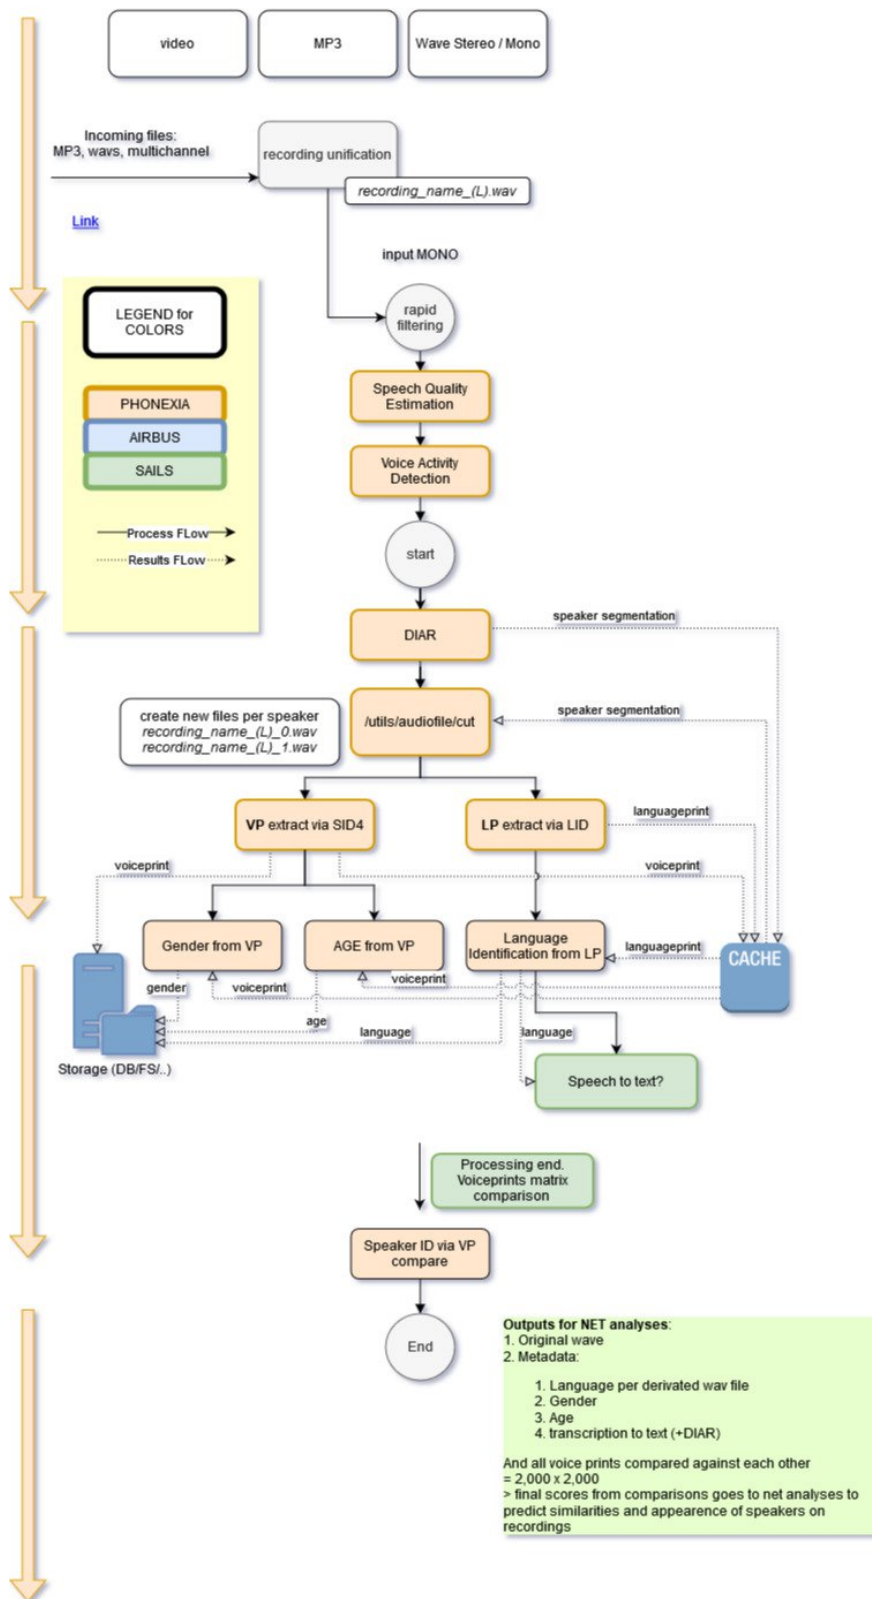 video
MP3
Wave Stereo / Mono
Incoming files:
MP3, wavs, multichannel
recording unification
recording_name_(L).wav
Link
input MONO
rapid
filtering
LEGEND for
COLORS
PHONEXIA
AIRBUS
SAILS
Process FLow
Results FLow
Speech Quality
Estimation
Voice Activity
Detection
start
DIAR
speaker segmentation
/utils/audiofile/cut
speaker segmentation
create new files per speaker
recording_name_(L)_0.wav
recording_name_(L)_1.wav
VP extract via SID4
LP extract via LID
languageprint
voiceprint
voiceprint
Gender from VP
AGE from VP
Language
Identification from LP
languageprint
CACHE
gender
voiceprint
voiceprint
age
language
language
Storage (DB/FS/..)
Speech to text?
Processing end.
Voiceprints matrix
comparison
Speaker ID via VP
compare
End
Outputs for NET analyses:
1. Original wave
2. Metadata:
1. Language per derivated wav file
2. Gender
3. Age
4. transcription to text (+DIAR)
And all voice prints compared against each other
= 2,000 x 2,000
> final scores from comparisons goes to net analyses to
predict similarities and appearence of speakers on
recordings